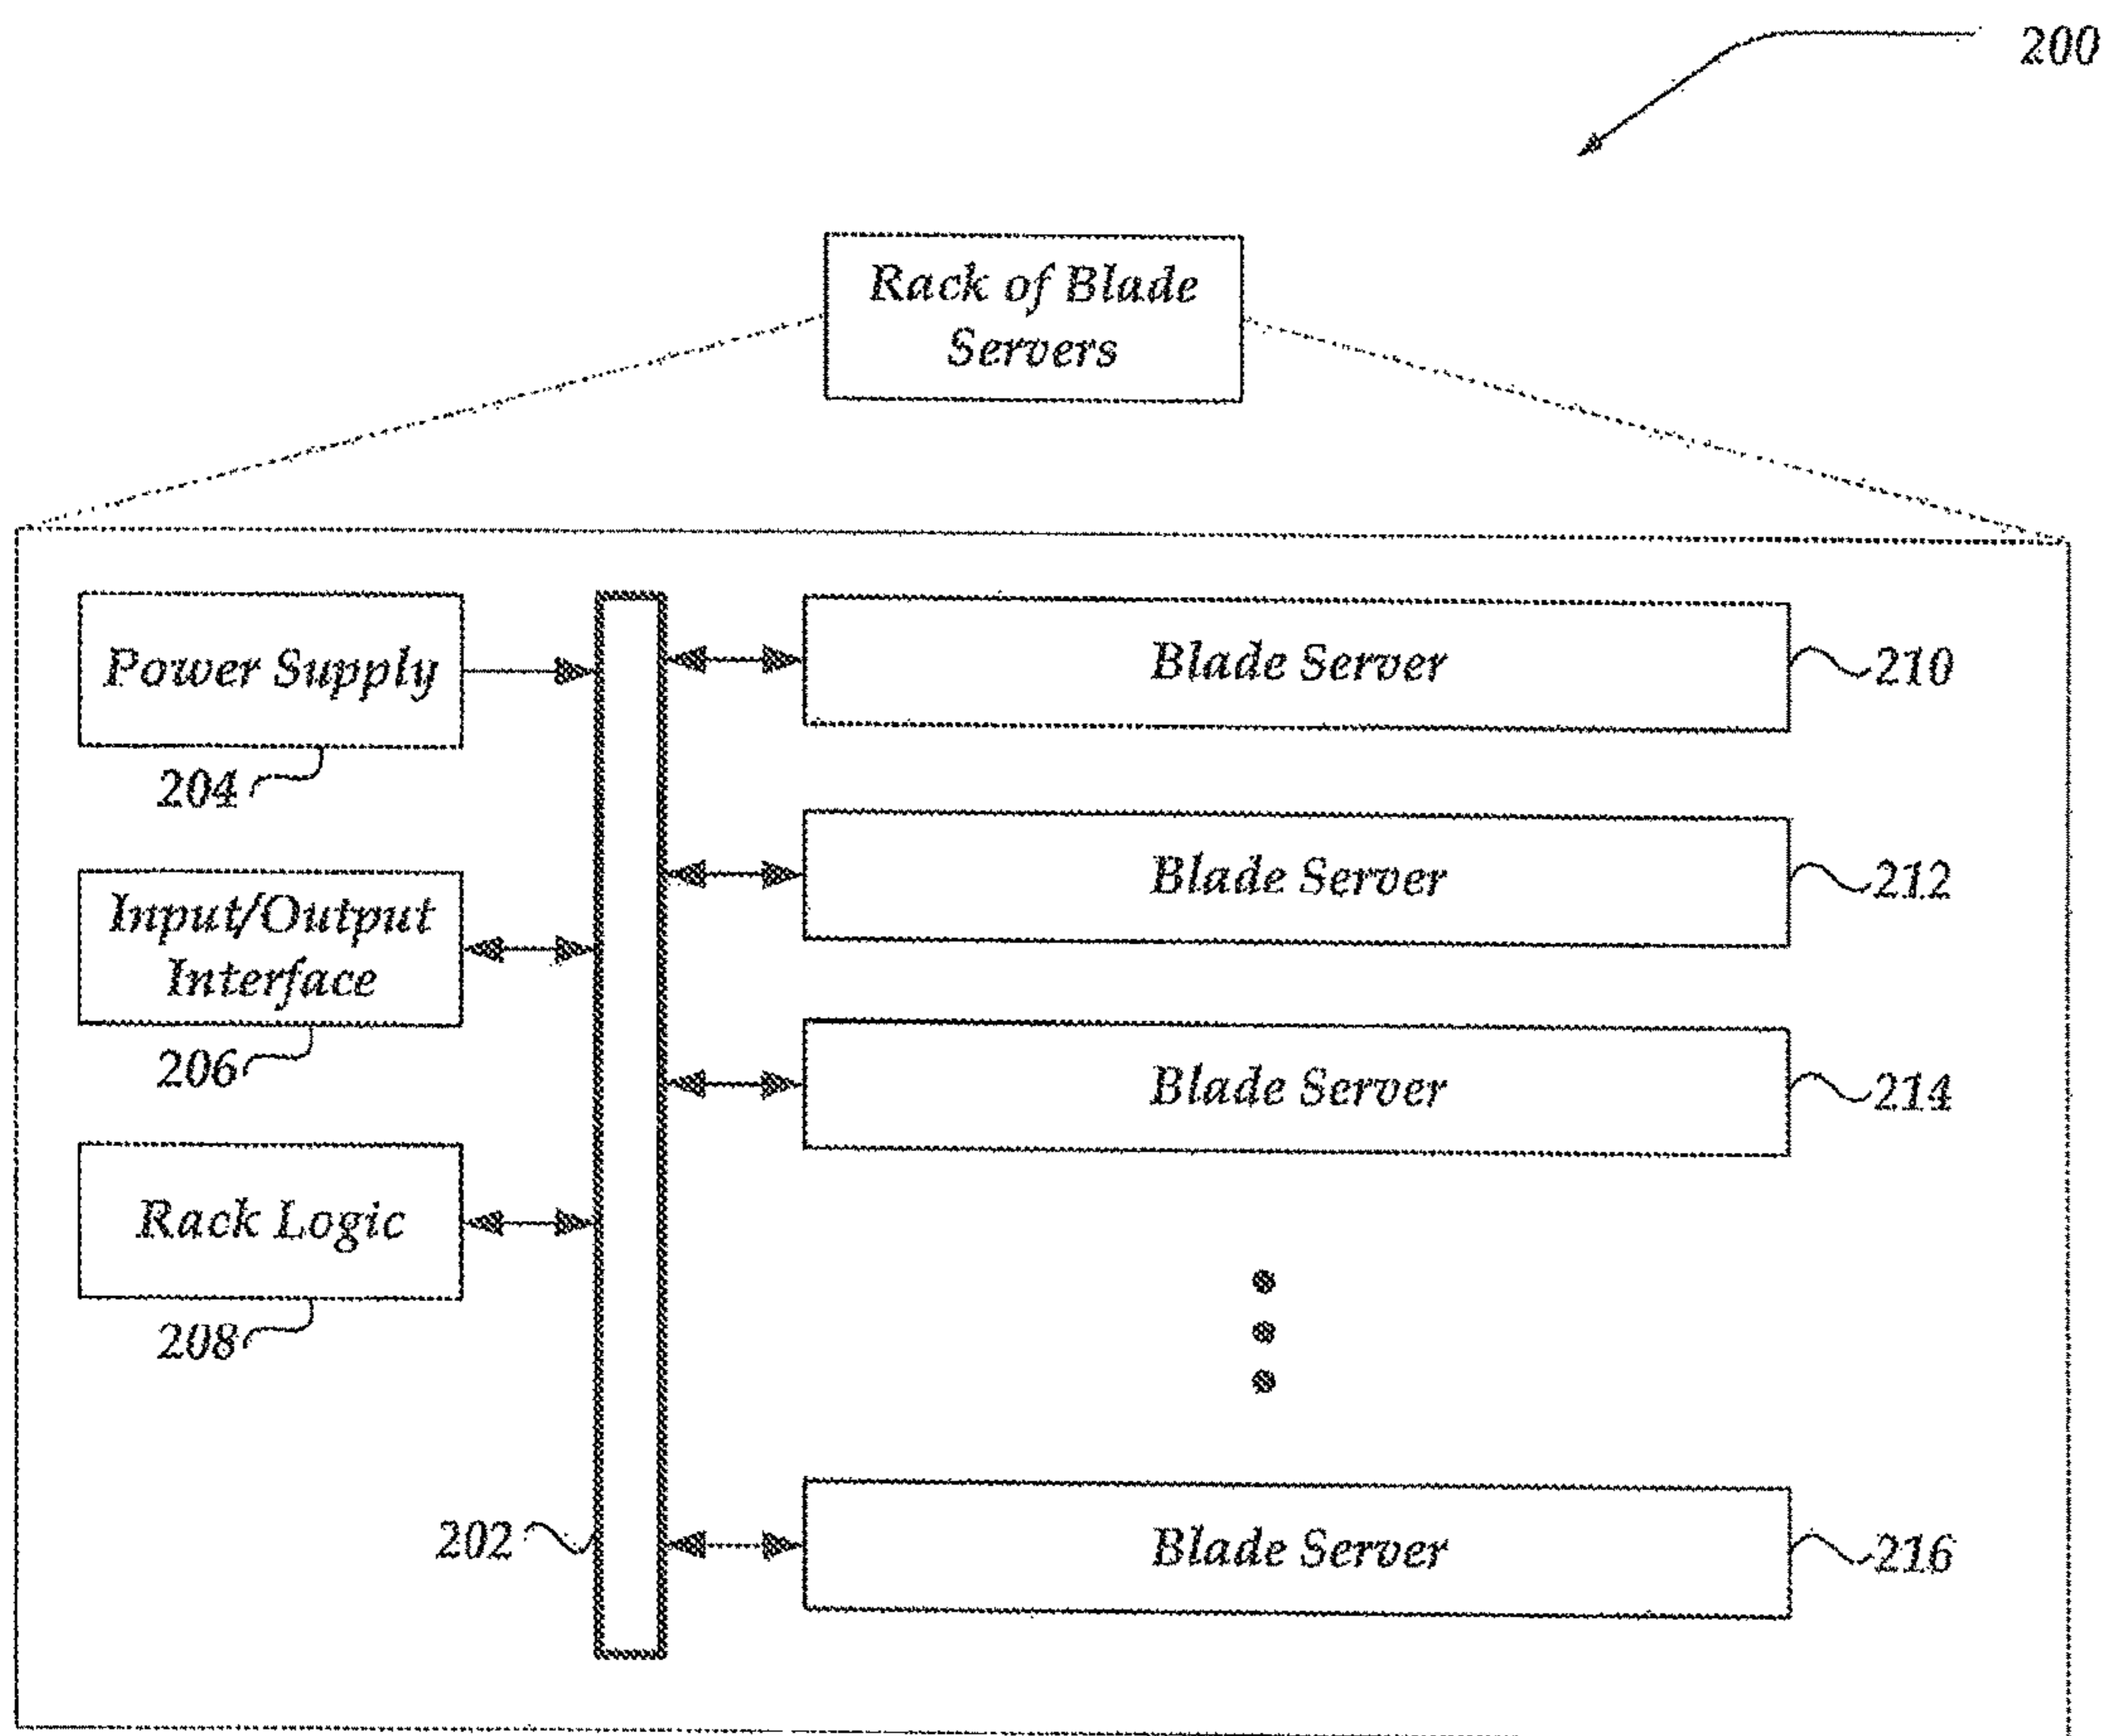 200
Rack of Blade
Servers
Power Supply
204
Input/Output
Interface
206
Rack Logic
208
202
Blade Server
210
Blade Server
212
Blade Server
214
Blade Server
216